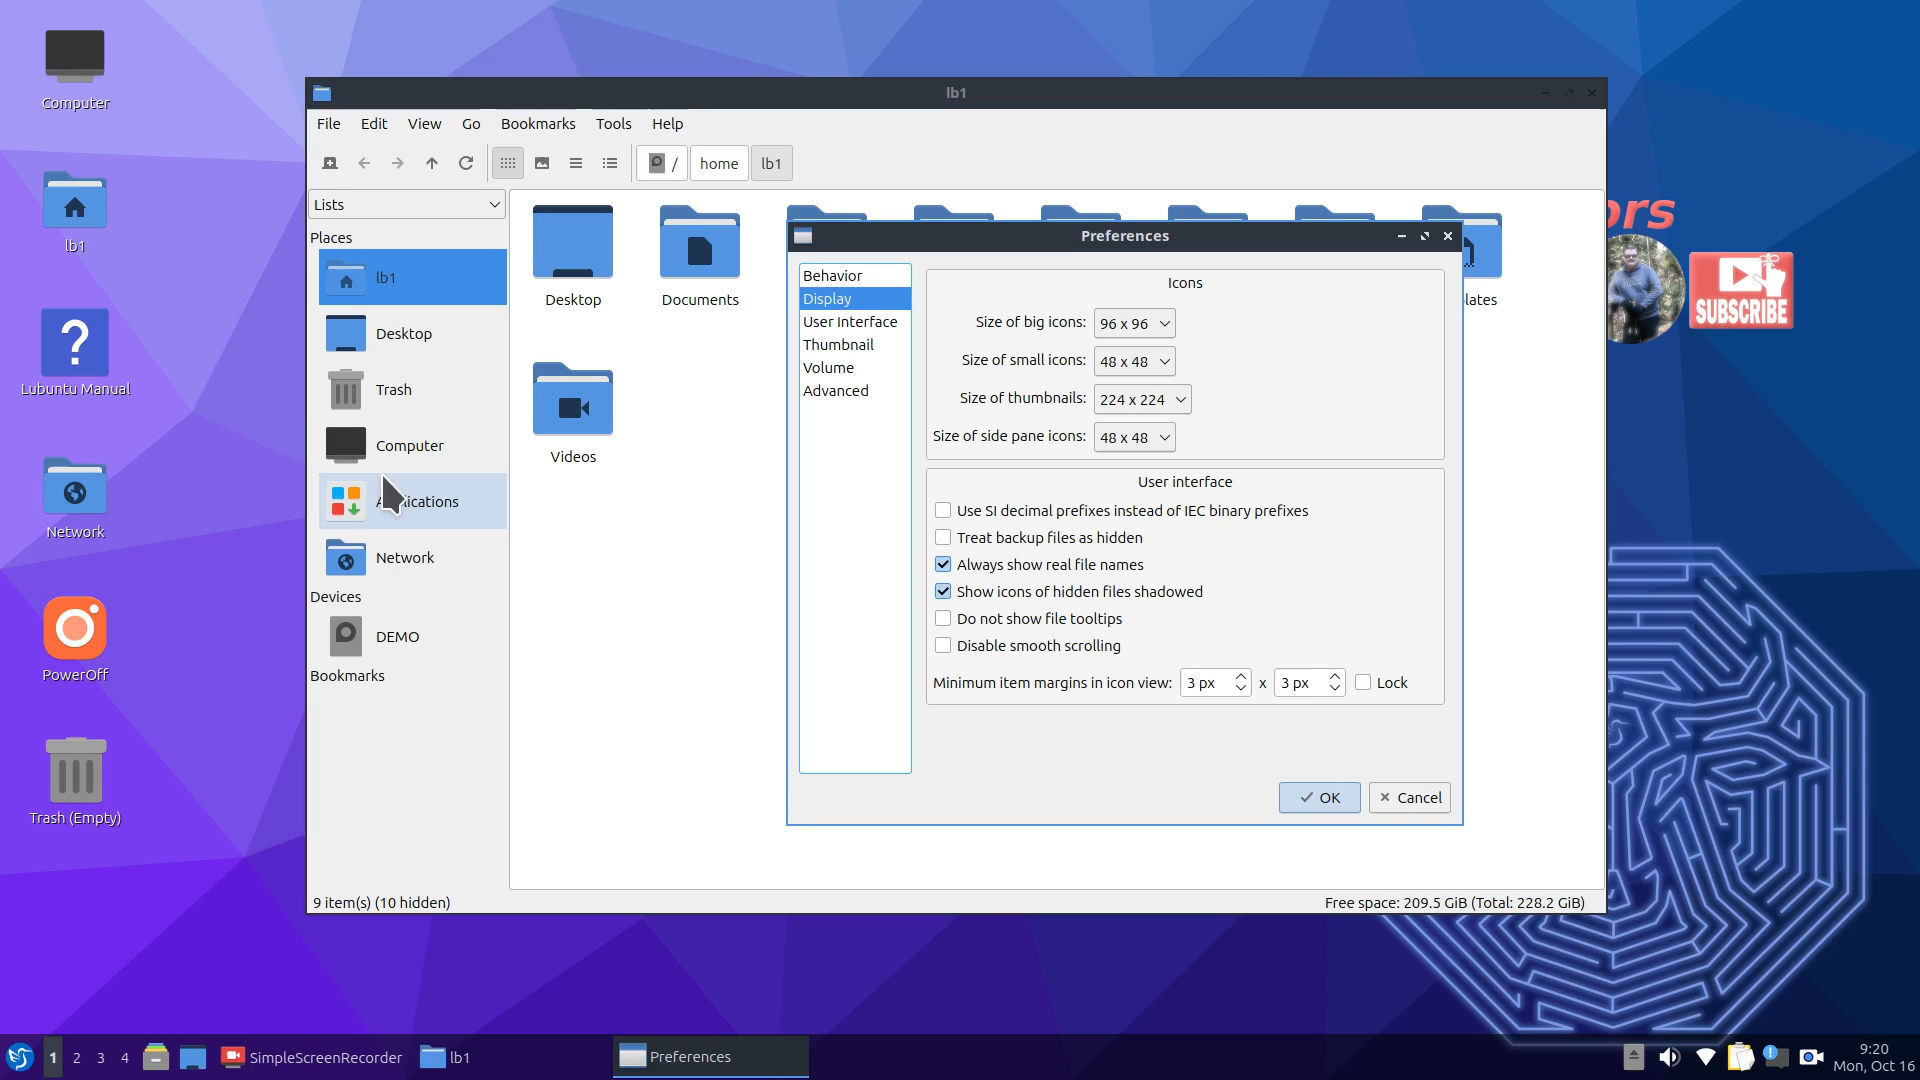 Computer
lb1
Lubuntu Manual
Network
PowerOff
Trash (Empty)
lb1
File Edit View Go Bookmarks Tools Help
/ home lb1
Lists
Places
lb1
Desktop
Trash
Computer
Network
Devices
DEMO
Bookmarks
Desktop
Documents
Videos
Preferences
Behavior
Display
User Interface
Thumbnail
Volume
Advanced
Icons
Size of big icons: 96 x 96
Size of small icons: 48 x 48
Size of thumbnails: 224 x 224
Size of side pane icons: 48 x 48
User interface
Use SI decimal prefixes instead of IEC binary prefixes
Treat backup files as hidden
Always show real file names
Show icons of hidden files shadowed
Do not show file tooltips
Disable smooth scrolling
Minimum item margins in icon view: 3 px x 3 px Lock
OK Cancel
9 item(s) (10 hidden)
Free space: 209.5 GiB (Total: 228.2 GiB)
SUBSCRIBE
1 2 3 4 SimpleScreenRecorder lb1 Preferences
9:20
Mon, Oct 16